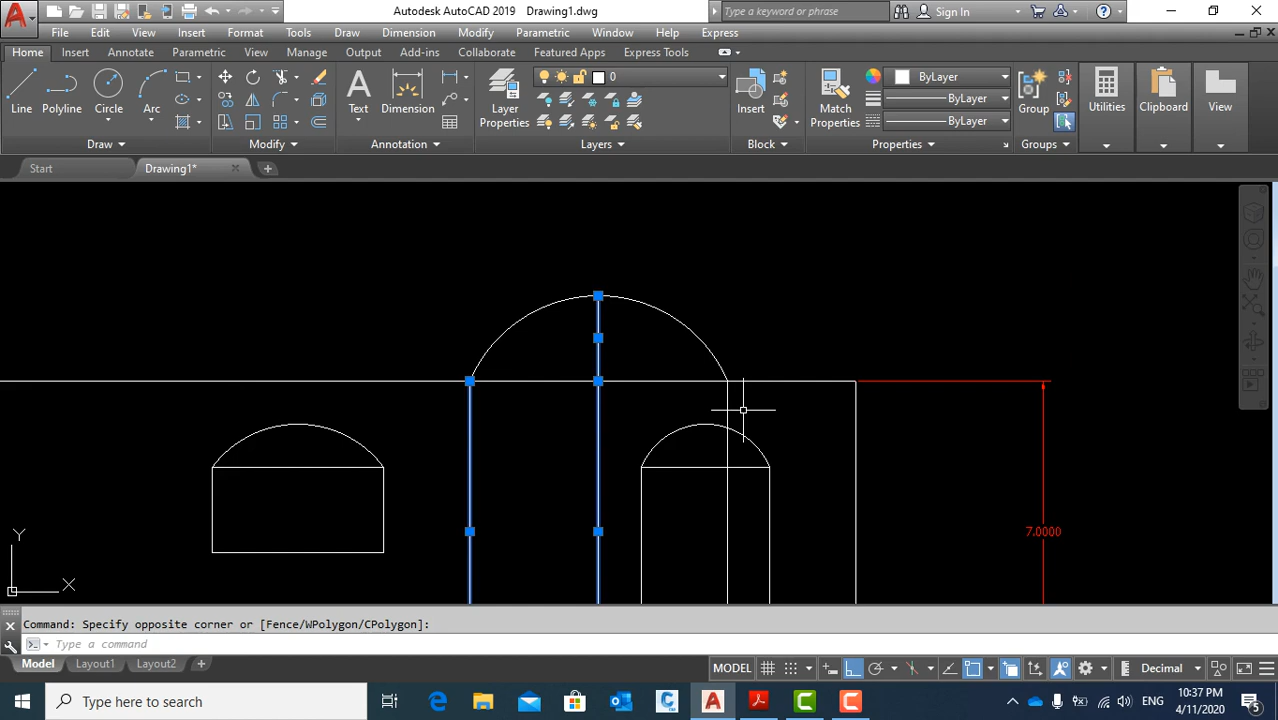 Autodesk AutoCAD 2019 Drawing1.dwg
Type a keyword or phrase
Sign In
File Edit View Insert Format Tools Draw Dimension Modify Parametric Window Help Express
Home Insert Annotate Parametric View Manage Output Add-ins Collaborate Featured Apps Express Tools
0
ByLayer
ByLayer
ByLayer
Line Polyline Circle Arc Text Dimension Layer Properties Insert Match Properties Group Utilities Clipboard View
Draw Modify Annotation Layers Block Properties Groups
Start Drawing1*
7.0000
Y
X
Command: Specify opposite corner or [Fence/WPolygon/CPolygon]:
Type a command
Model Layout1 Layout2
MODEL
Decimal
Type here to search
ENG
10:37 PM
4/11/2020
5